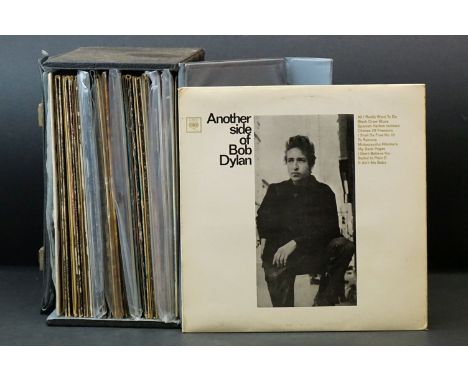 Another
side
of
Bob
Dylan
CBS
All I Really Want To Do
Black Crow Blues
Spanish Harlem Incident
Chimes Of Freedom
I Shall Be Free No. 10
To Ramona
Motorpsycho Nitemare
My Back Pages
I Don't Believe You
Ballad In Plain D
It Ain't Me Babe